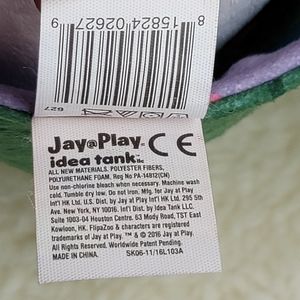 8 15824 02627 9
627
Jay@Play
idea tank
ALL NEW MATERIALS. POLYESTER FIBERS,
POLYURETHANE FOAM. Reg No PA-14812(CN)
Use non-chlorine bleach when necessary. Machine wash
cold. Tumble dry low. Do not iron. Mfg. for Jay at Play
Int'l HK Ltd. U.S. Dist. by Jay at Play Int'l HK Ltd. 295 5th
Ave. New York, NY 10016. Int'l Dist. by Idea Tank LLC.
Suite 1003-04 Houston Centre. 63 Mody Road, TST East
Kowloon, HK. FlipaZoo & characters are registered
trademarks of Jay at Play ™ & © 2016 Jay at Play.
All Rights Reserved. Worldwide Patent Pending.
MADE IN CHINA. SK06-11/16L103A